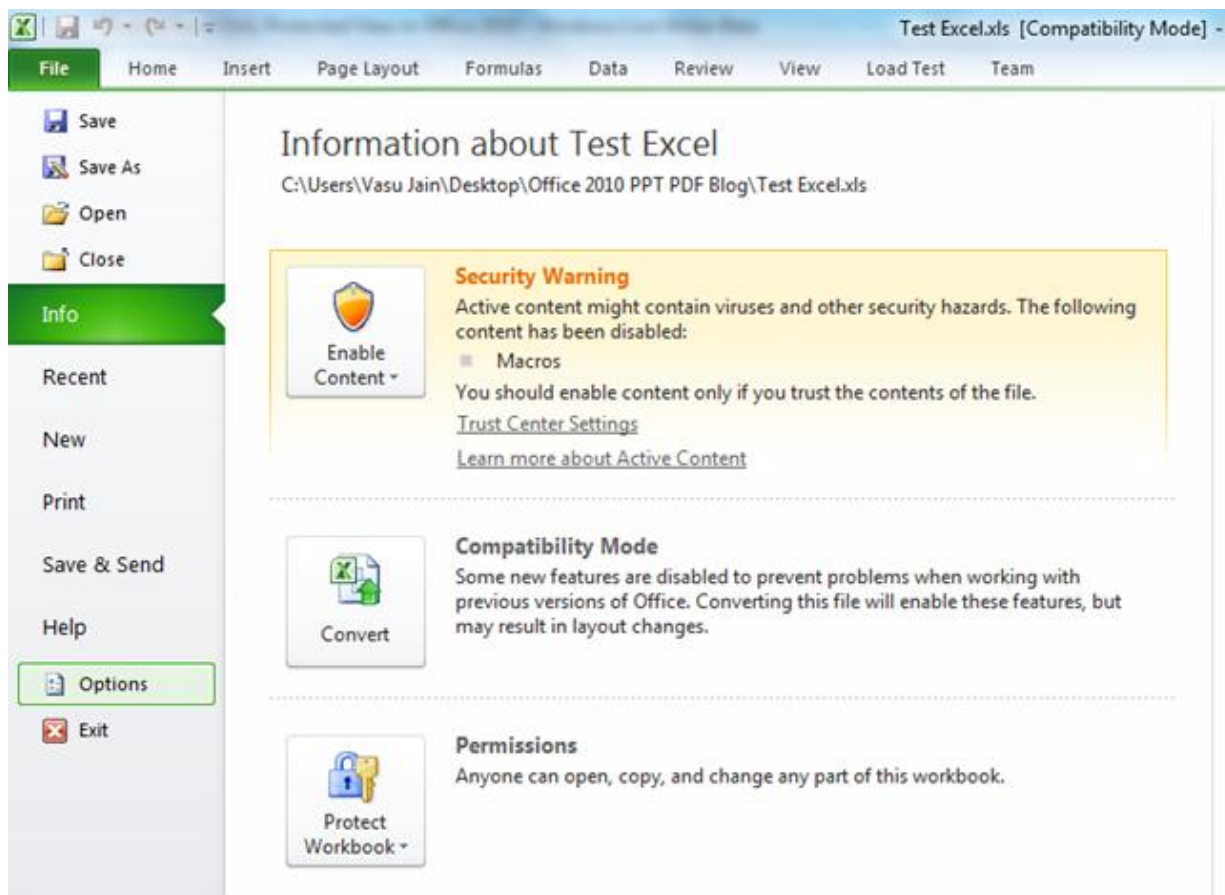 Test Excel.xls [Compatibility Mode] -
File Home Insert Page Layout Formulas Data Review View Load Test Team
Save
Save As
Open
Close
Info
Recent
New
Print
Save & Send
Help
Options
Exit
Information about Test Excel
C:\Users\Vasu Jain\Desktop\Office 2010 PPT PDF Blog\Test Excel.xls
Enable
Content
Security Warning
Active content might contain viruses and other security hazards. The following
content has been disabled:
Macros
You should enable content only if you trust the contents of the file.
Trust Center Settings
Learn more about Active Content
Convert
Compatibility Mode
Some new features are disabled to prevent problems when working with
previous versions of Office. Converting this file will enable these features, but
may result in layout changes.
Protect
Workbook
Permissions
Anyone can open, copy, and change any part of this workbook.